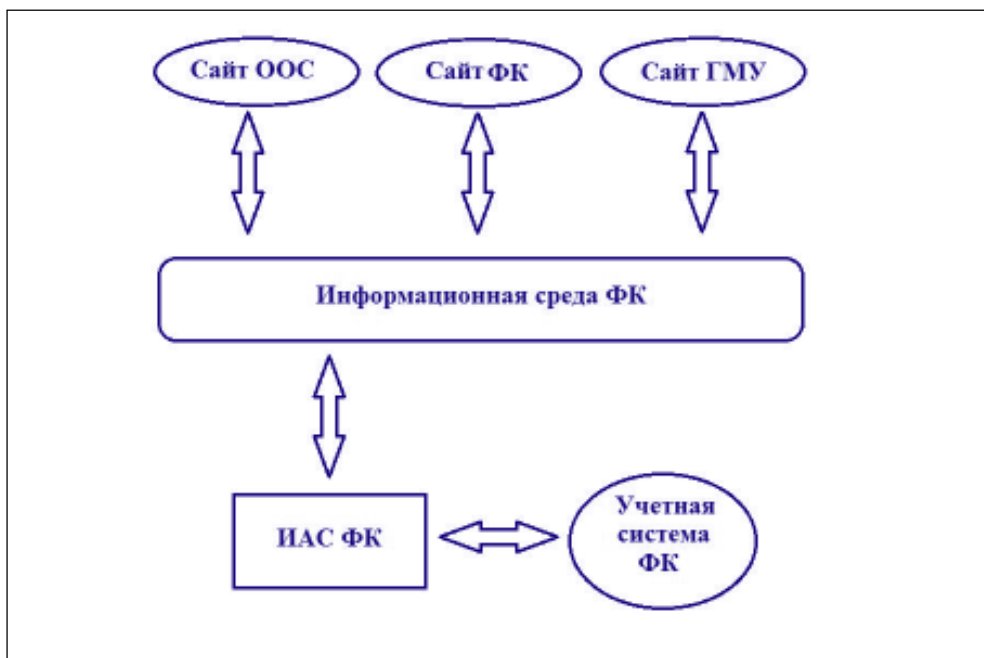 Сайт ООС
Сайт ФК
Сайт ГМУ
Информационная среда ФК
ИАС ФК
Учетная
система
ФК